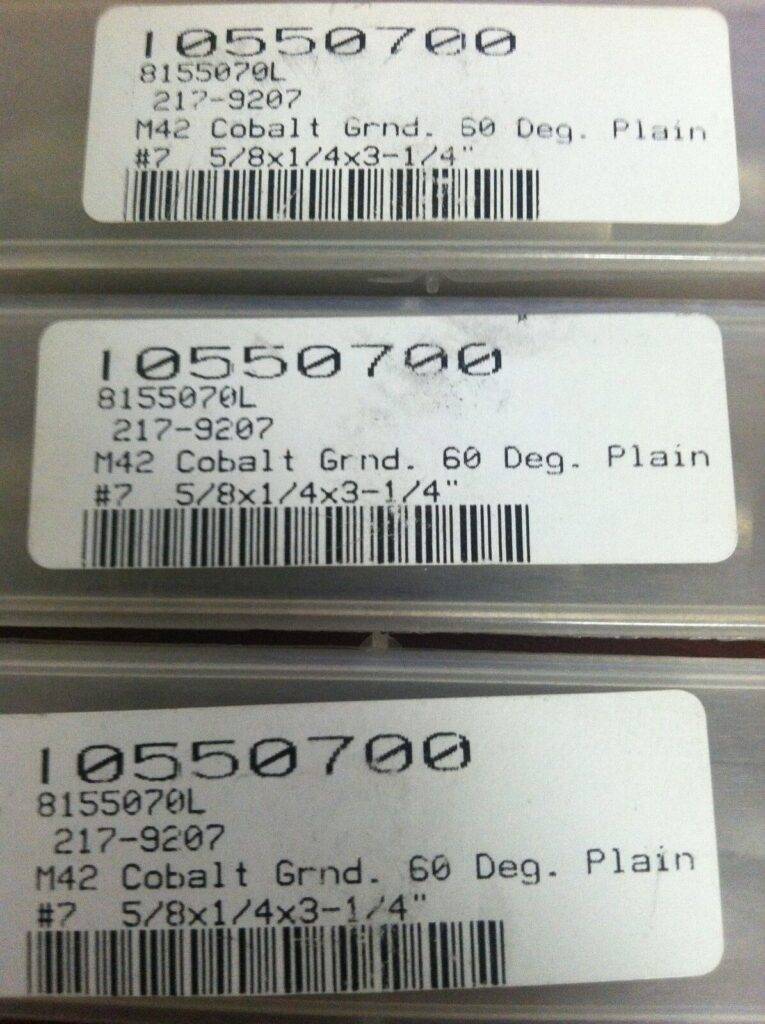 10550700
8155070L
217-9207
M42 Cobalt Grnd. 60 Deg. Plain
#7 5/8x1/4x3-1/4"
10550700
8155070L
217-9207
M42 Cobalt Grnd. 60 Deg. Plain
#7 5/8x1/4x3-1/4"
10550700
8155070L
217-9207
M42 Cobalt Grnd. 60 Deg. Plain
#7 5/8x1/4x3-1/4"